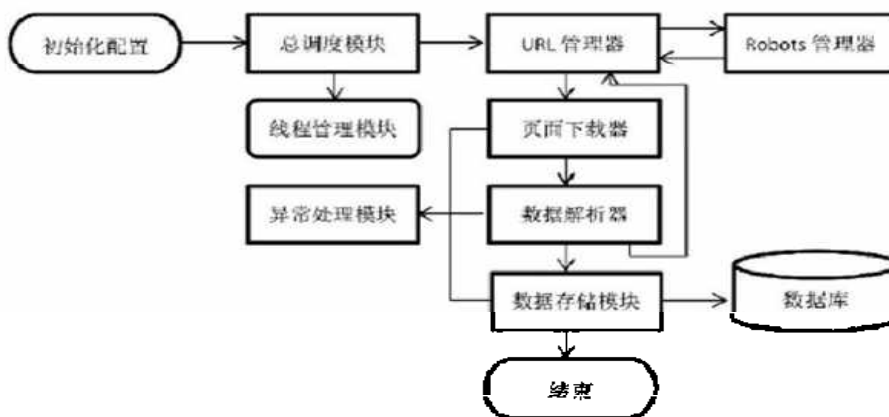 初始化配置
总调度模块
URL 管理器
Robots 管理器
线程管理模块
页面下载器
异常处理模块
数据解析器
数据存储模块
数据库
结束